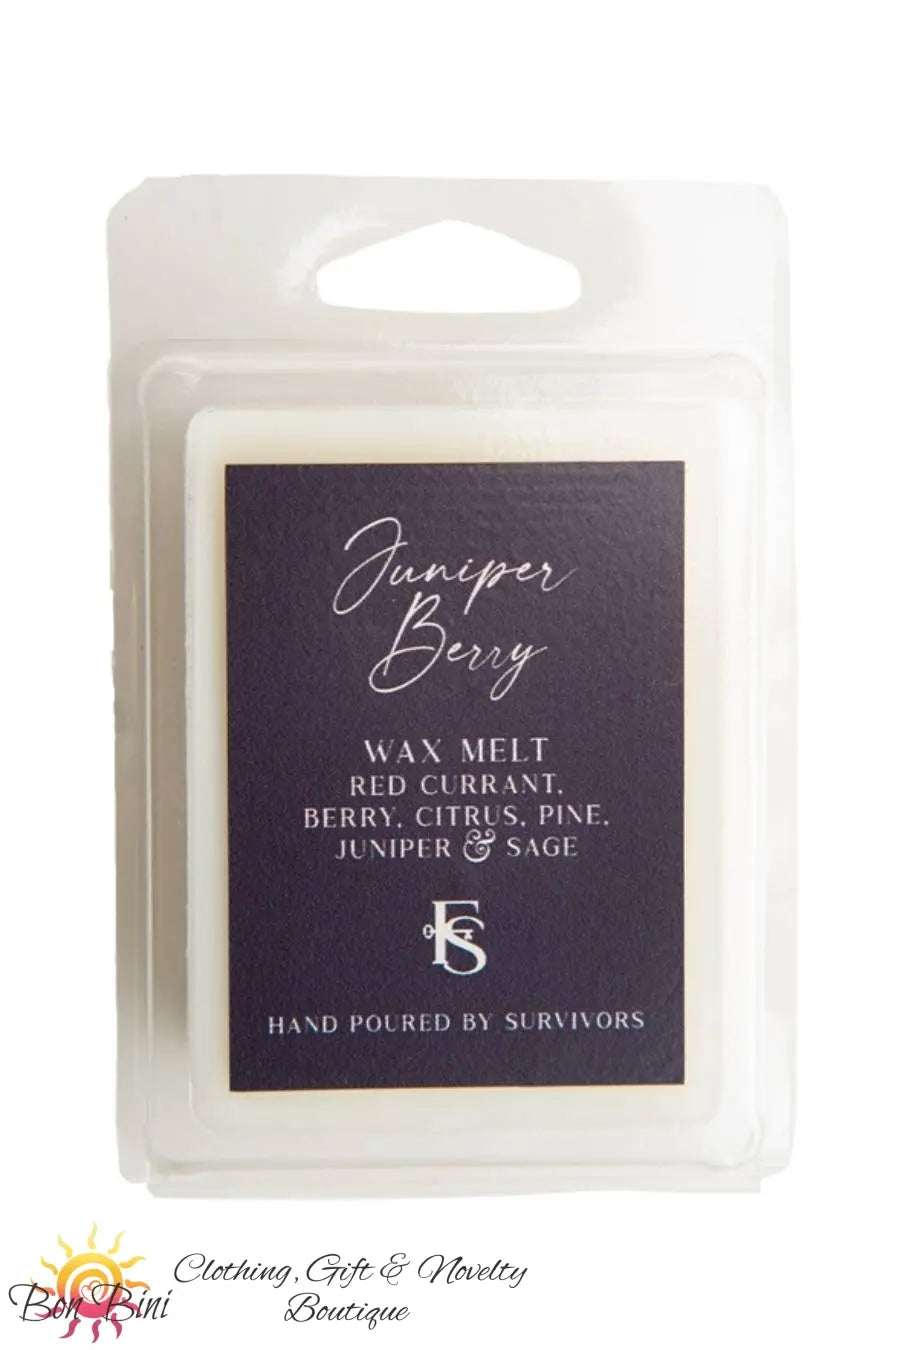 Juniper
Berry
WAX MELT
RED CURRANT,
BERRY, CITRUS, PINE,
JUNIPER & SAGE
FS
HAND POURED BY SURVIVORS
Bon Bini
Clothing, Gift & Novelty
Boutique